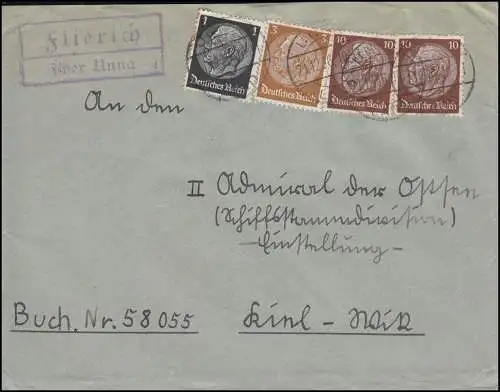 Flierich
über Unna
1
3
10
10
Deutsches Reich
Deutsches Reich
Deutsches Reich
Deutsches Reich
An den
II Admiral der Ostsee
(Schiffsstammdivision)
- Einstellung -
Buch. Nr. 58055 Kiel - Wik